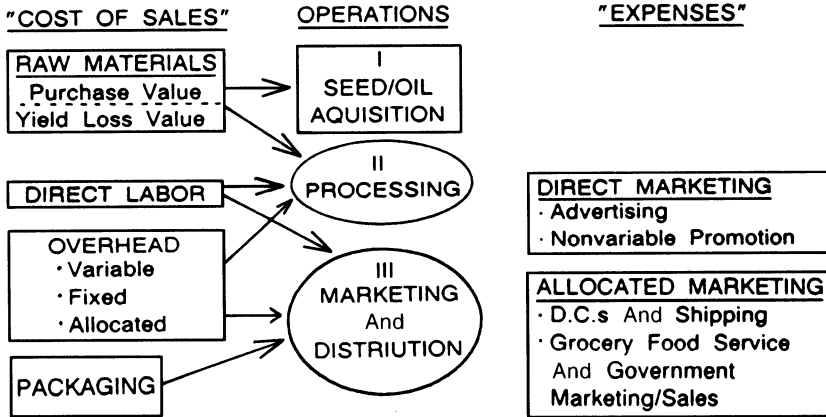 "COST OF SALES"
OPERATIONS
"EXPENSES"
RAW MATERIALS
Purchase Value
Yield Loss Value
DIRECT LABOR
OVERHEAD
· Variable
· Fixed
· Allocated
PACKAGING
I
SEED/OIL
AQUISITION
II
PROCESSING
III
MARKETING
And
DISTRIUTION
DIRECT MARKETING
· Advertising
· Nonvariable Promotion
ALLOCATED MARKETING
· D.C.s And Shipping
· Grocery Food Service
And Government
Marketing/Sales